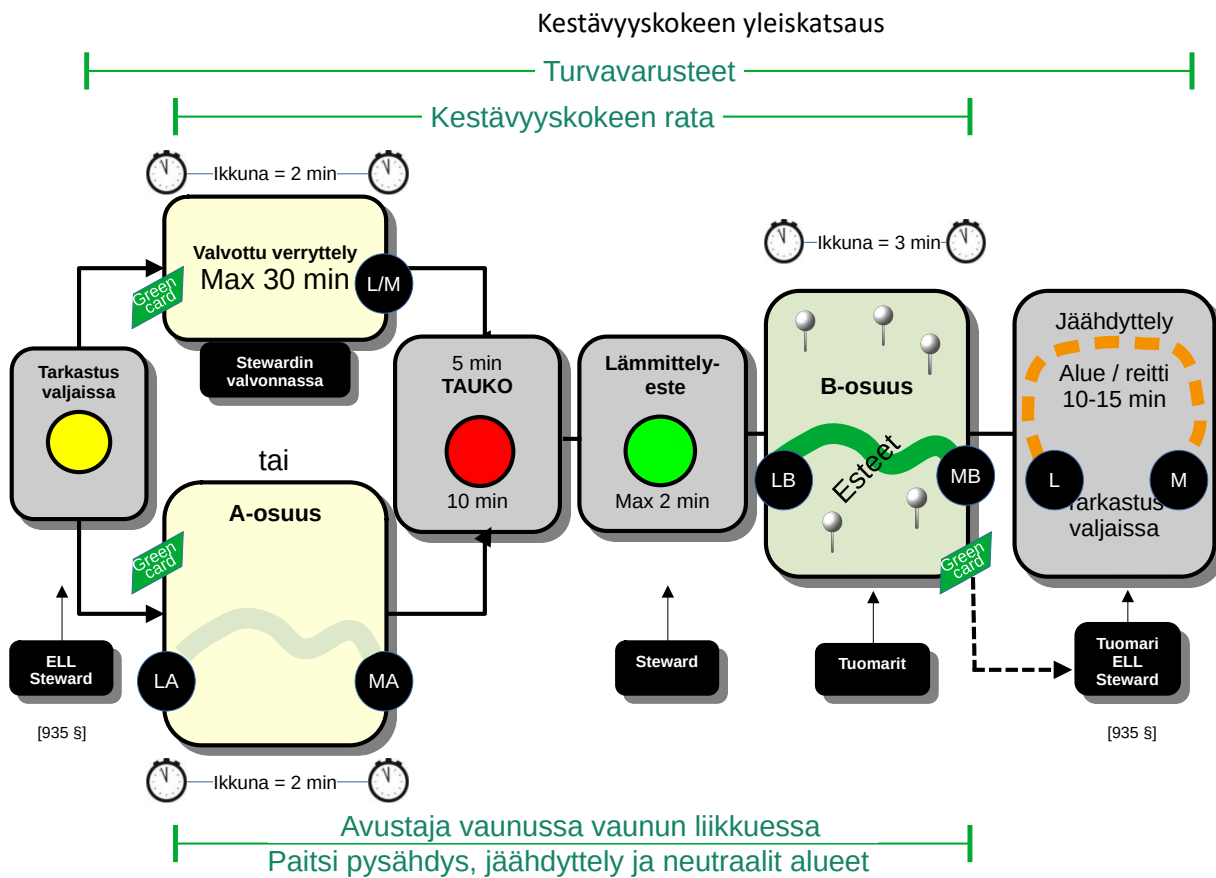 Kestävyyskokeen yleiskatsaus
Turvavarusteet
Kestävyyskokeen rata
Ikkuna = 2 min
Valvottu verryttely
Max 30 min
Green
card
L/M
Stewardin
valvonnassa
Ikkuna = 3 min
Tarkastus
valjaissa
tai
5 min
TAUKO
10 min
Lämmittely-
este
Max 2 min
B-osuus
Esteet
LB
MB
Green
card
Jäähdyttely
Alue / reitti
10-15 min
L
M
Tarkastus
valjaissa
A-osuus
Green
card
LA
MA
ELL
Steward
[935 §]
Steward
Tuomarit
Tuomari
ELL
Steward
[935 §]
Ikkuna = 2 min
Avustaja vaunussa vaunun liikkuessa
Paitsi pysähdys, jäähdyttely ja neutraalit alueet